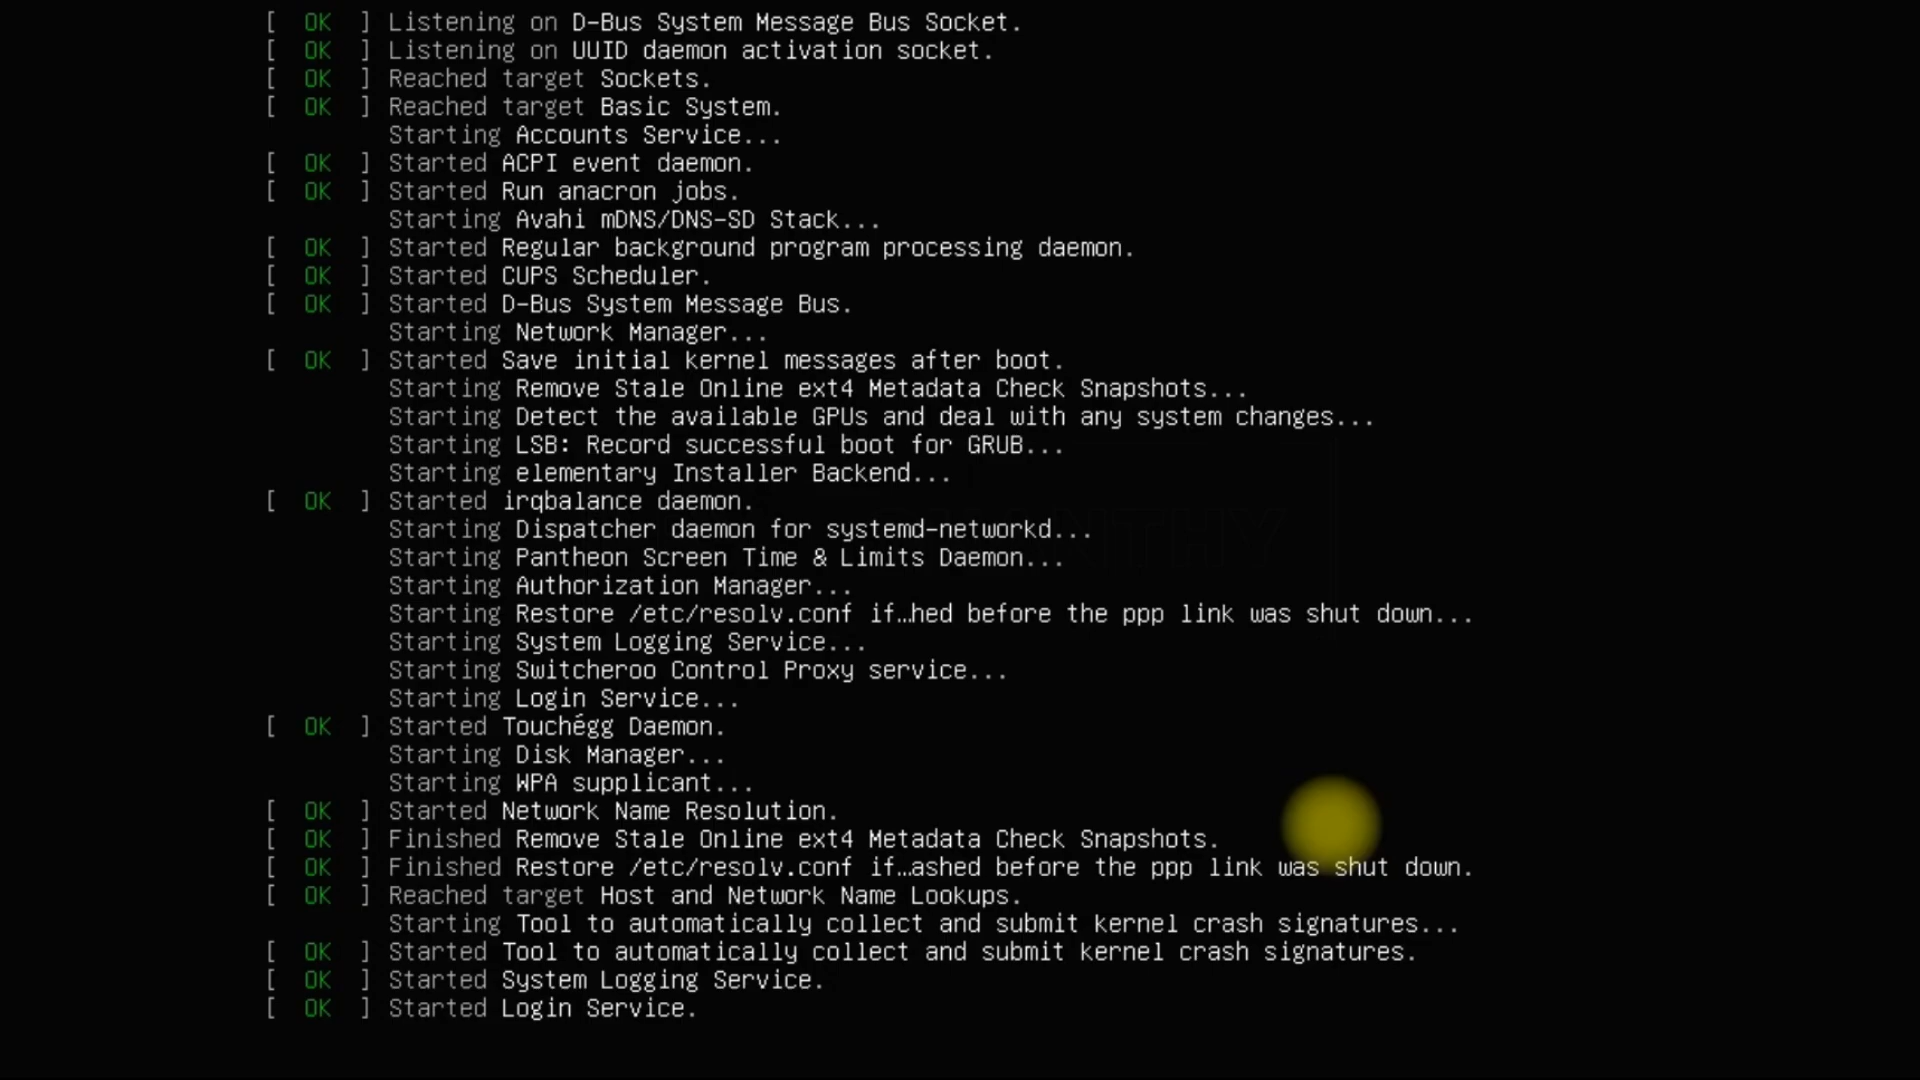 [  OK  ] Listening on D-Bus System Message Bus Socket.
[  OK  ] Listening on UUID daemon activation socket.
[  OK  ] Reached target Sockets.
[  OK  ] Reached target Basic System.
Starting Accounts Service...
[  OK  ] Started ACPI event daemon.
[  OK  ] Started Run anacron jobs.
Starting Avahi mDNS/DNS-SD Stack...
[  OK  ] Started Regular background program processing daemon.
[  OK  ] Started CUPS Scheduler.
[  OK  ] Started D-Bus System Message Bus.
Starting Network Manager...
[  OK  ] Started Save initial kernel messages after boot.
Starting Remove Stale Online ext4 Metadata Check Snapshots...
Starting Detect the available GPUs and deal with any system changes...
Starting LSB: Record successful boot for GRUB...
Starting elementary Installer Backend...
[  OK  ] Started irqbalance daemon.
Starting Dispatcher daemon for systemd-networkd...
Starting Pantheon Screen Time & Limits Daemon...
Starting Authorization Manager...
Starting Restore /etc/resolv.conf if…hed before the ppp link was shut down...
Starting System Logging Service...
Starting Switcheroo Control Proxy service...
Starting Login Service...
[  OK  ] Started Touchégg Daemon.
Starting Disk Manager...
Starting WPA supplicant...
[  OK  ] Started Network Name Resolution.
[  OK  ] Finished Remove Stale Online ext4 Metadata Check Snapshots.
[  OK  ] Finished Restore /etc/resolv.conf if…ashed before the ppp link was shut down.
[  OK  ] Reached target Host and Network Name Lookups.
Starting Tool to automatically collect and submit kernel crash signatures...
[  OK  ] Started Tool to automatically collect and submit kernel crash signatures.
[  OK  ] Started System Logging Service.
[  OK  ] Started Login Service.